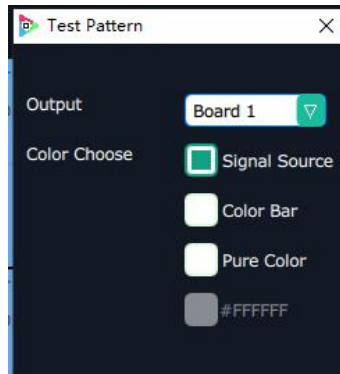 Test Pattern
Output
Board 1
Color Choose
Signal Source
Color Bar
Pure Color
#FFFFFF